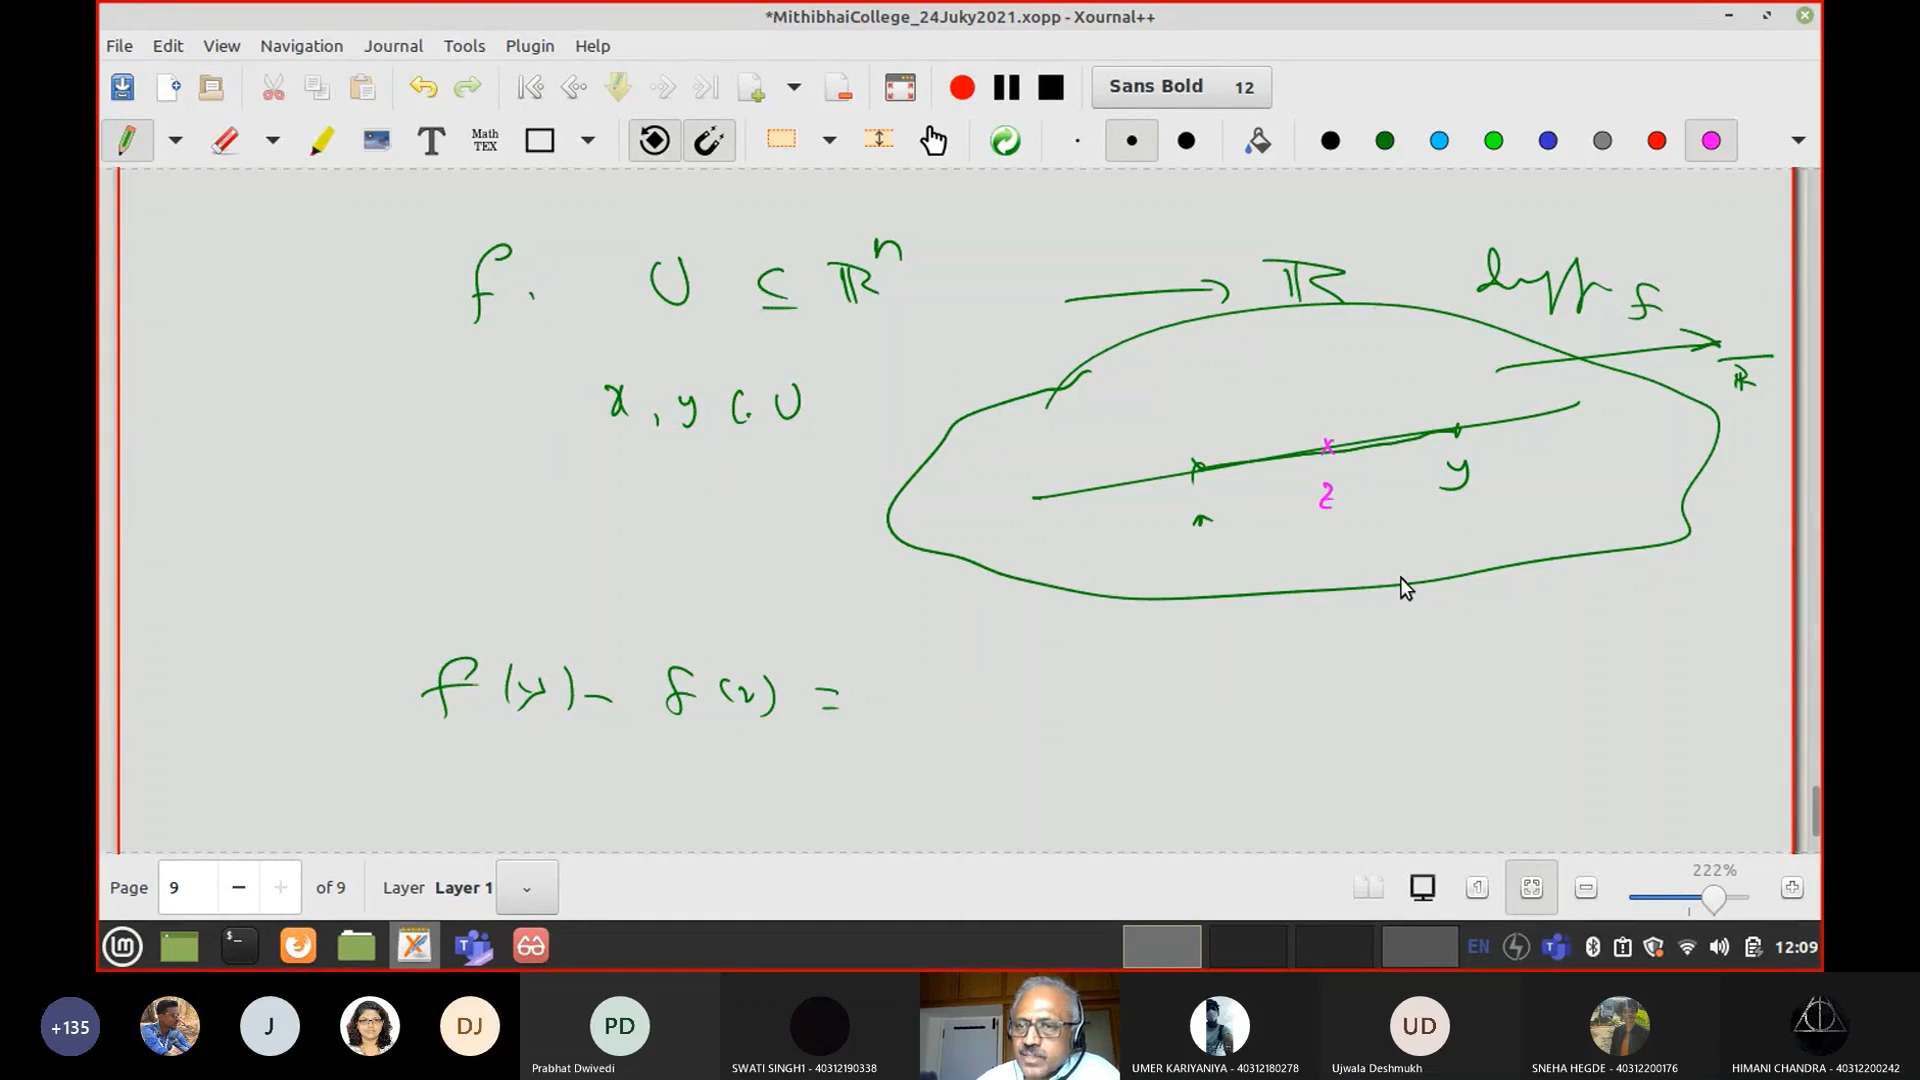 *MithibhaiCollege_24Juky2021.xopp - Xournal++
File Edit View Navigation Journal Tools Plugin Help
Sans Bold 12
Math TEX
f. U ⊆ ℝⁿ → ℝ diff f
ℝ
x, y ∈ U
x
y
z
x
f(y) - f(x) =
Page 9 of 9 Layer Layer 1 222%
EN 12:09
+135 J DJ PD UD
Prabhat Dwivedi SWATI SINGH1 - 40312190338 UMER KARIYANIYA - 40312180278 Ujwala Deshmukh SNEHA HEGDE - 40312200176 HIMANI CHANDRA - 40312200242